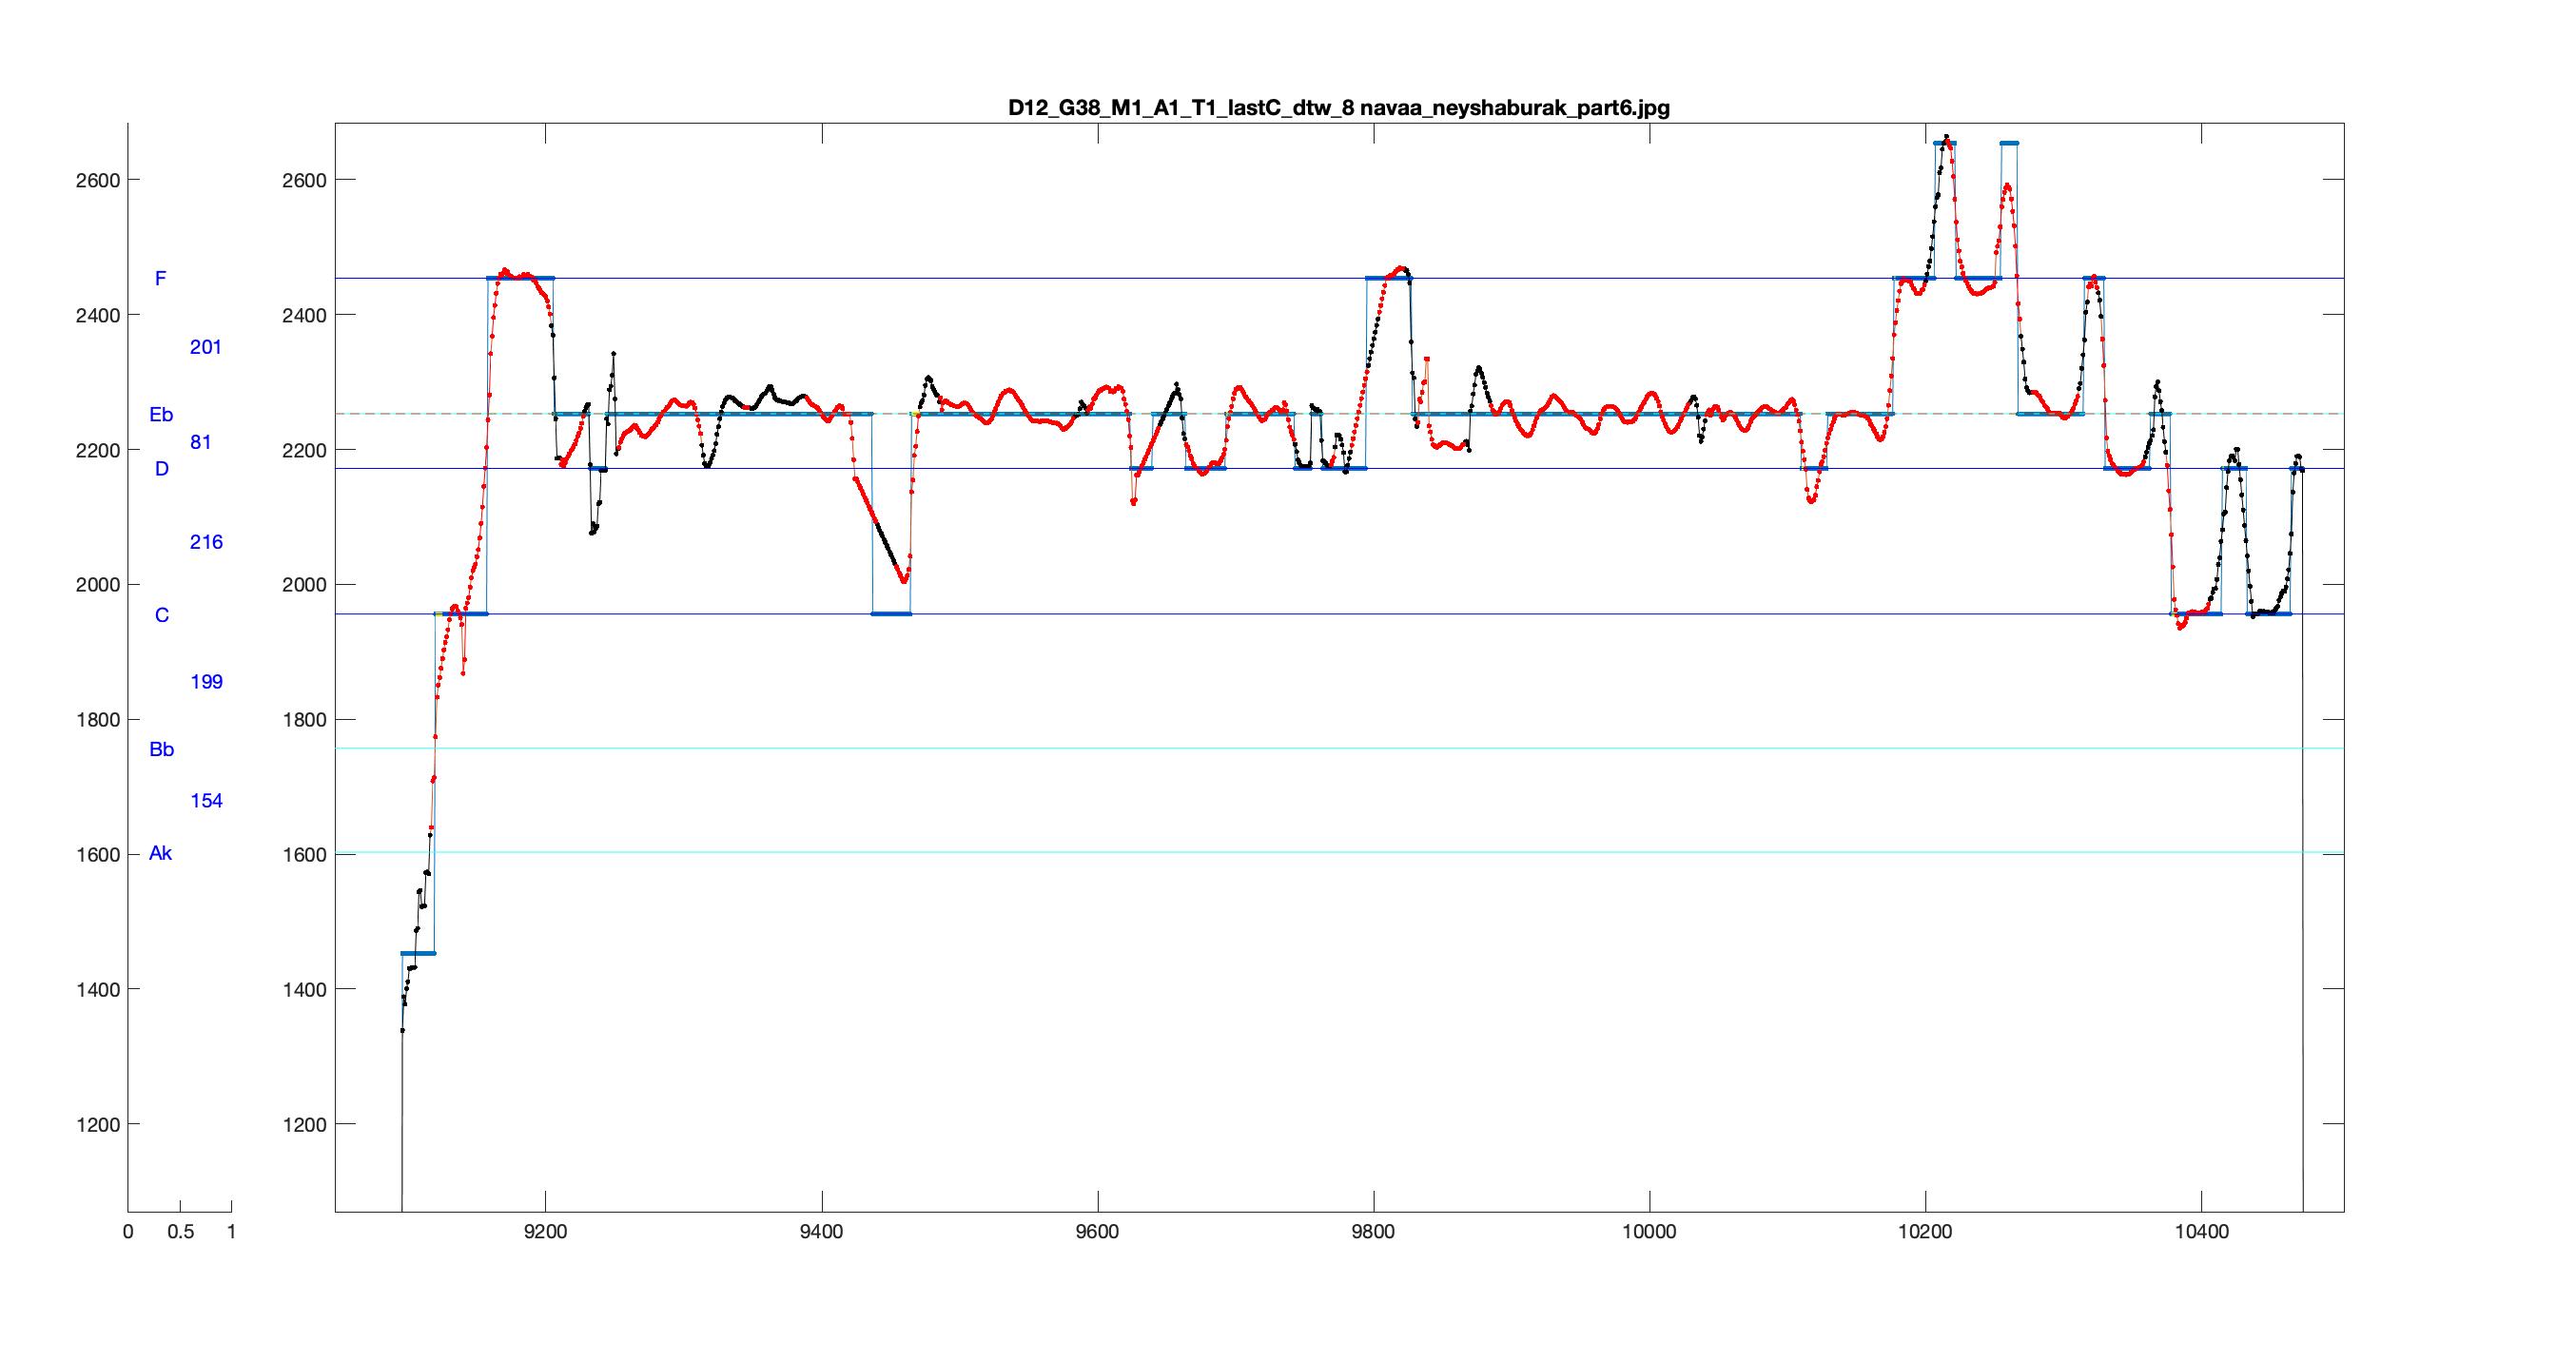 D12_G38_M1_A1_T1_lastC_dtw_8 navaa_neyshaburak_part6.jpg
2600 2600
F
2400 2400
201
Eb
81
2200 2200
D
216
2000 2000
C
199
1800 1800
Bb
154
1600 1600
Ak
1400 1400
1200 1200
0 0.5 1 9200 9400 9600 9800 10000 10200 10400